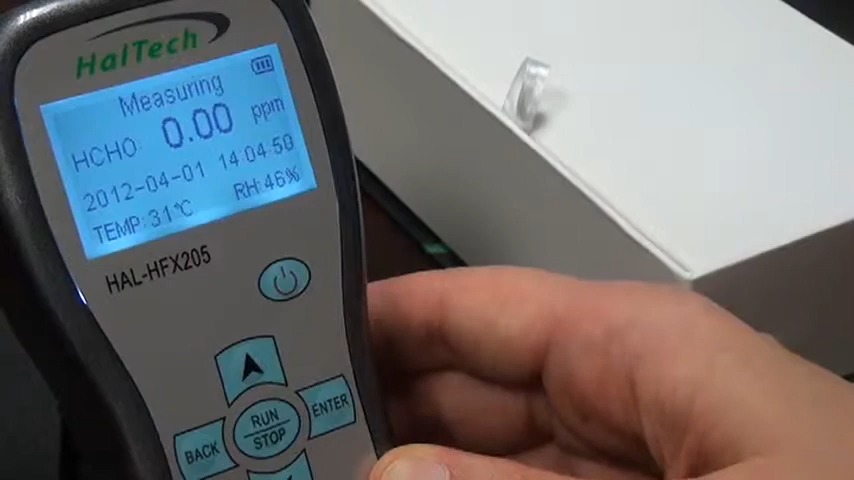 HalTech
Measuring
HCHO: 0.00 ppm
2012-04-01 14:04:50
TEMP: 31℃ RH: 46%
HAL-HFX205
RUN
STOP
ENTER
BACK